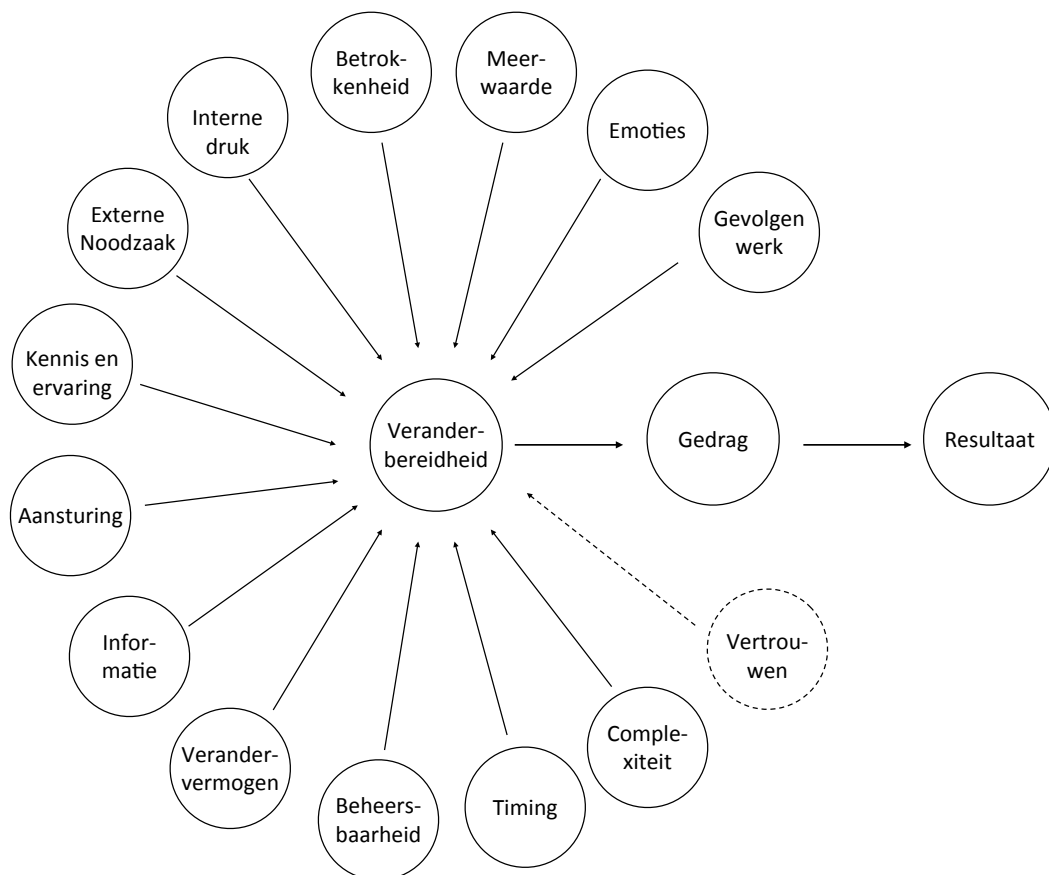 Betrok-
kenheid
Meer-
waarde
Interne
druk
Emoties
Externe
Noodzaak
Gevolgen
werk
Kennis en
ervaring
Verander-
bereidheid
Gedrag
Resultaat
Aansturing
Infor-
matie
Vertrou-
wen
Verander-
vermogen
Comple-
xiteit
Beheers-
baarheid
Timing